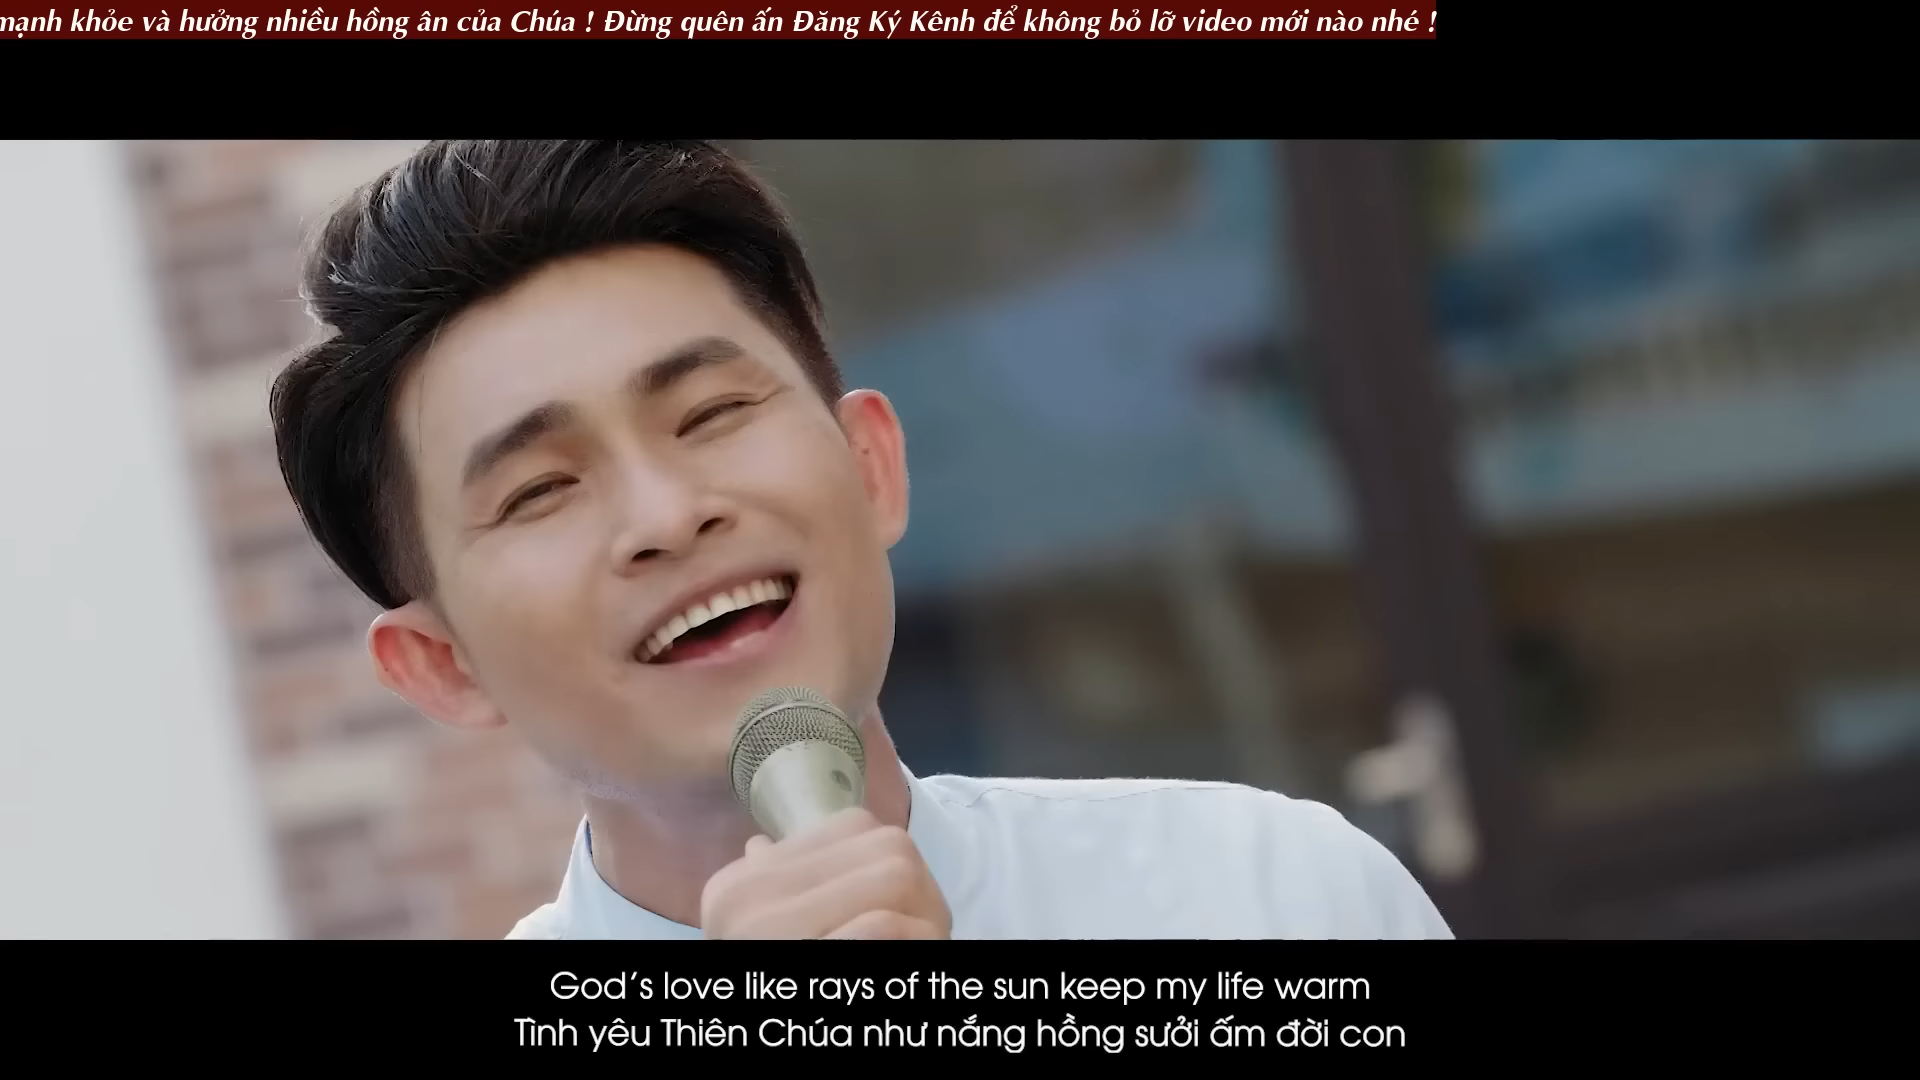 mạnh khỏe và hưởng nhiều hồng ân của Chúa ! Đừng quên ấn Đăng Ký Kênh để không bỏ lỡ video mới nào nhé !
God's love like rays of the sun keep my life warm
Tình yêu Thiên Chúa như nắng hồng sưởi ấm đời con